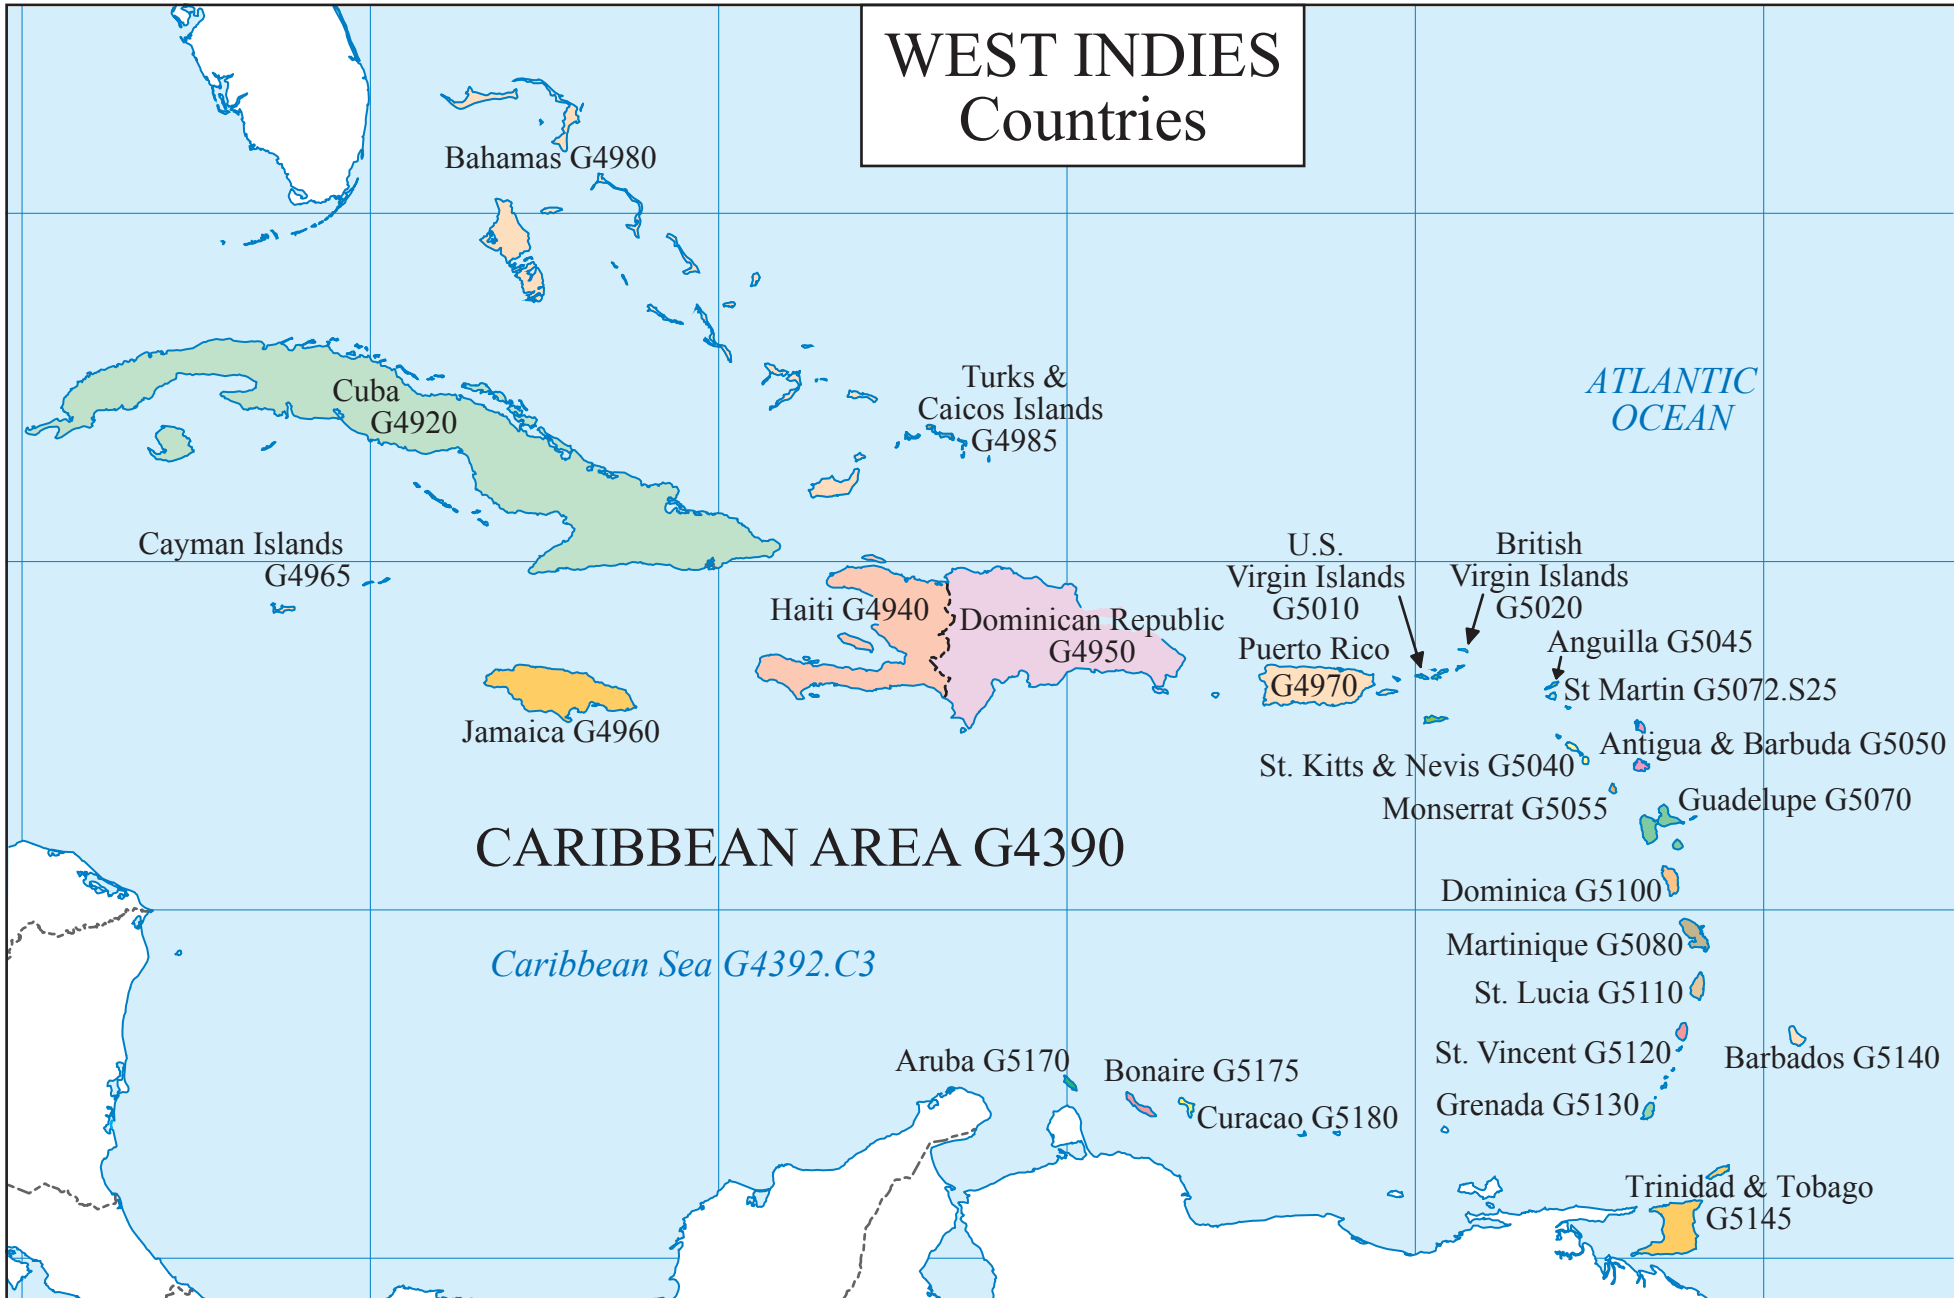 WEST INDIES
Countries
Bahamas G4980
Turks &
Caicos Islands
G4985
ATLANTIC
OCEAN
Cuba
G4920
Cayman Islands
G4965
U.S.
Virgin Islands
G5010
British
Virgin Islands
G5020
Haiti G4940
Dominican Republic
G4950
Puerto Rico
G4970
Anguilla G5045
St Martin G5072.S25
Jamaica G4960
Antigua & Barbuda G5050
St. Kitts & Nevis G5040
Monserrat G5055
Guadelupe G5070
CARIBBEAN AREA G4390
Dominica G5100
Martinique G5080
Caribbean Sea G4392.C3
St. Lucia G5110
St. Vincent G5120
Barbados G5140
Aruba G5170
Bonaire G5175
Curacao G5180
Grenada G5130
Trinidad & Tobago
G5145